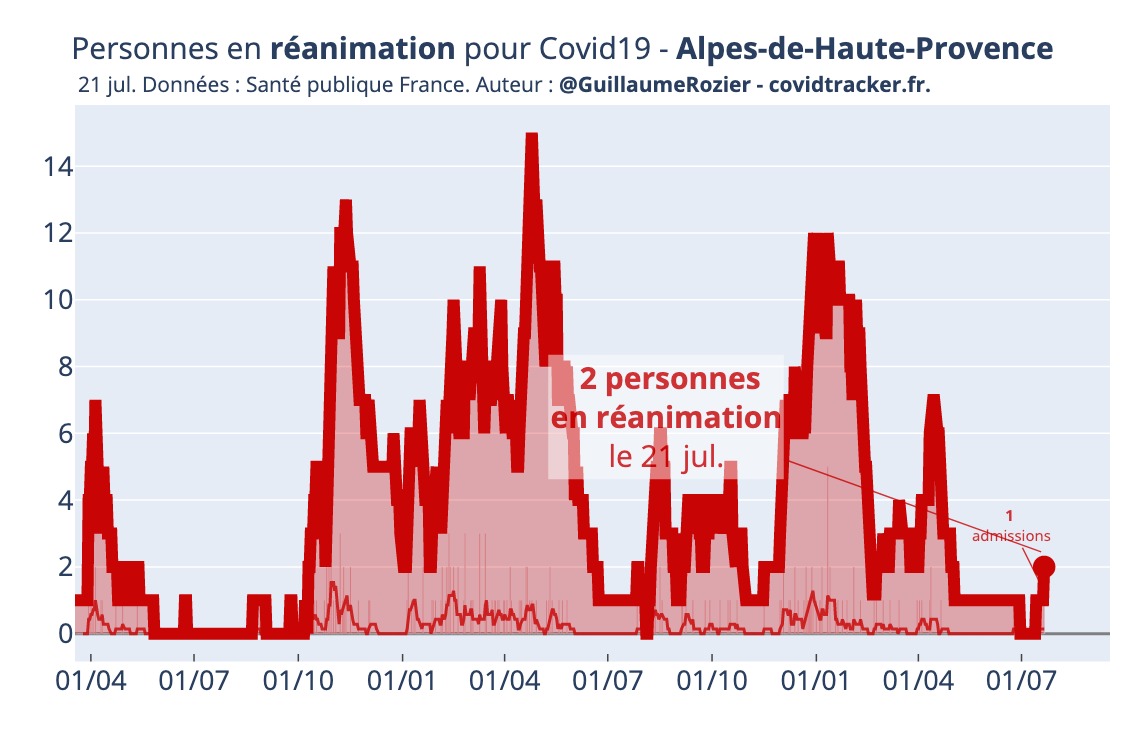 Personnes en réanimation pour Covid19 - Alpes-de-Haute-Provence
21 jul. Données : Santé publique France. Auteur : @GuillaumeRozier - covidtracker.fr.
14
12
10
8
6
4
2
0
2 personnes
en réanimation
le 21 jul.
1
admissions
01/04 01/07 01/10 01/01 01/04 01/07 01/10 01/01 01/04 01/07